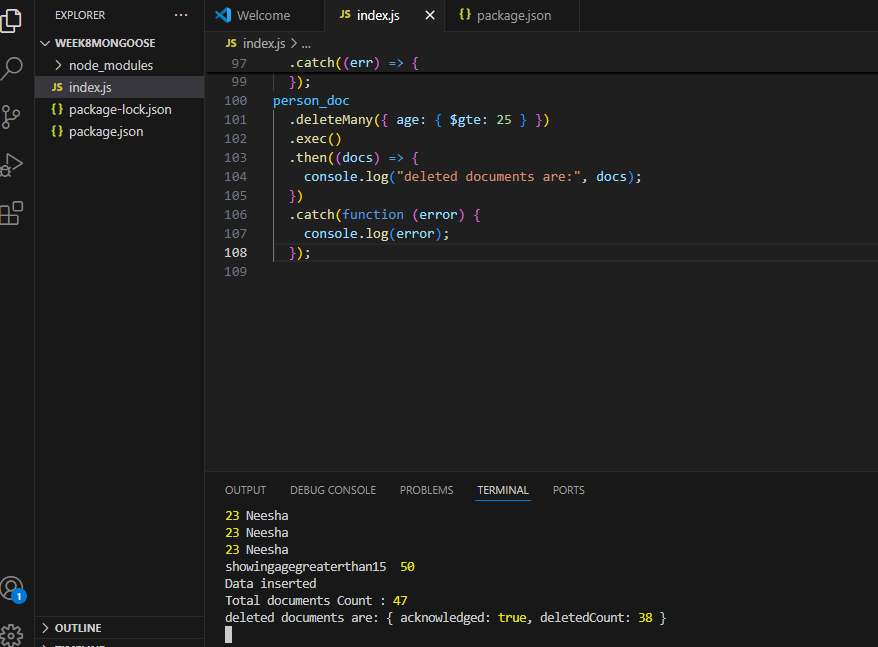 EXPLORER ...
WEEK8MONGOOSE
node_modules
JS index.js
{} package-lock.json
{} package.json
1
OUTLINE
Welcome
JS index.js
{} package.json
JS index.js > ...
97 .catch((err) => {
99 });
100 person_doc
101 .deleteMany({ age: { $gte: 25 } })
102 .exec()
103 .then((docs) => {
104 console.log("deleted documents are:", docs);
105 })
106 .catch(function (error) {
107 console.log(error);
108 });
109
OUTPUT DEBUG CONSOLE PROBLEMS TERMINAL PORTS
23 Neesha
23 Neesha
23 Neesha
showingagegreaterthan15 50
Data inserted
Total documents Count : 47
deleted documents are: { acknowledged: true, deletedCount: 38 }